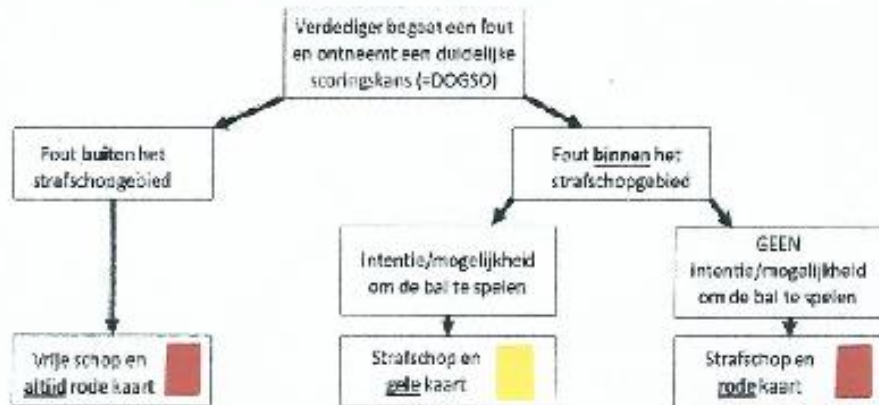 Verdediger begaat een fout
en ontneemt een duidelijke
scoringskans (=DOGSO)
Fout buiten het
strafschopgebied
Fout binnen het
strafschopgebied
Intentie/mogelijkheid
om de bal te spelen
GEEN
intentie/mogelijkheid
om de bal te spelen
Vrije schop en
altijd rode kaart
Strafschop en
gele kaart
Strafschop en
rode kaart